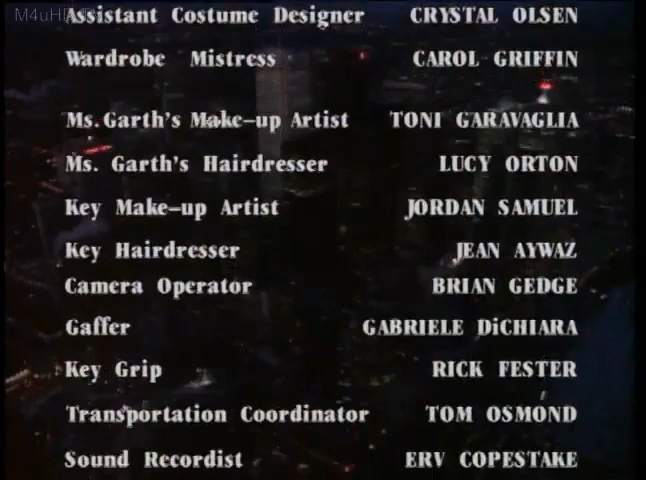 Assistant Costume Designer CRYSTAL OLSEN
Wardrobe Mistress CAROL GRIFFIN
Ms. Garth's Make-up Artist TONI GARAVAGLIA
Ms. Garth's Hairdresser LUCY ORTON
Key Make-up Artist JORDAN SAMUEL
Key Hairdresser JEAN AYWAZ
Camera Operator BRIAN GEDGE
Gaffer GABRIELE DiCHIARA
Key Grip RICK FESTER
Transportation Coordinator TOM OSMOND
Sound Recordist ERV COPESTAKE